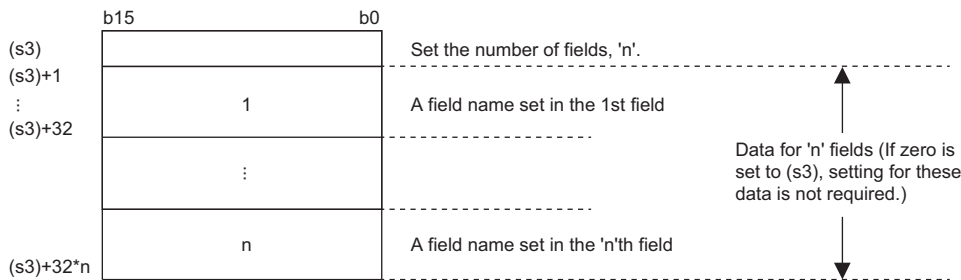 b15 b0
(s3) Set the number of fields, 'n'.
(s3)+1
⋮ 1 A field name set in the 1st field
(s3)+32
⋮
Data for 'n' fields (If zero is
set to (s3), setting for these
data is not required.)
n A field name set in the 'n'th field
(s3)+32*n